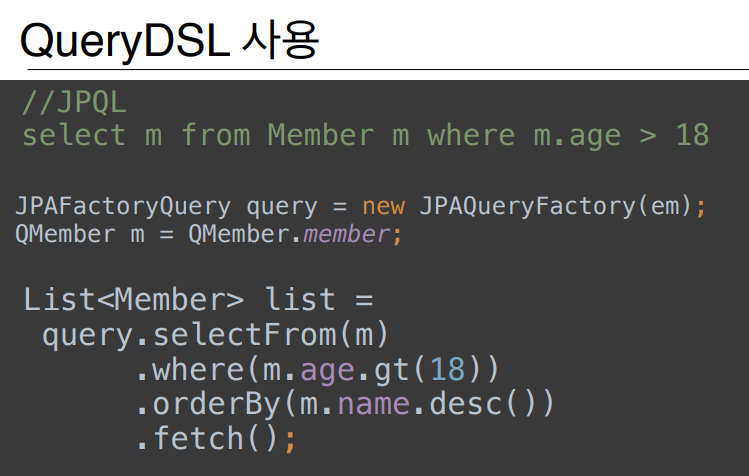 QueryDSL 사용
//JPQL
select m from Member m where m.age > 18
JPAFactoryQuery query = new JPAQueryFactory(em);
QMember m = QMember.member;
List<Member> list =
query.selectFrom(m)
.where(m.age.gt(18))
.orderBy(m.name.desc())
.fetch();